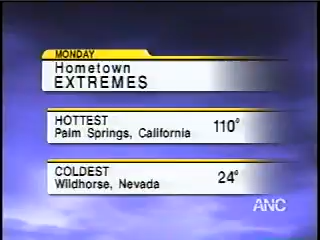 MONDAY
Hometown
EXTREMES
HOTTEST
Palm Springs, California 110°
COLDEST
Wildhorse, Nevada 24°
ANC